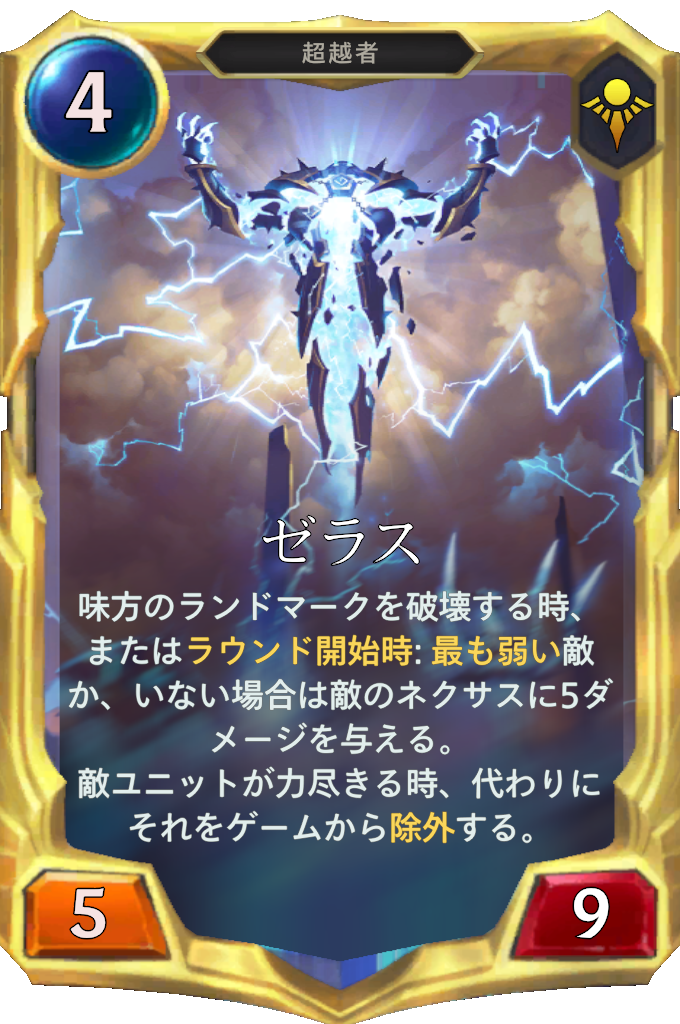 超越者
4
ゼラス
味方のランドマークを破壊する時、
またはラウンド開始時: 最も弱い敵
か、いない場合は敵のネクサスに5ダ
メージを与える。
敵ユニットが力尽きる時、代わりに
それをゲームから除外する。
5
9